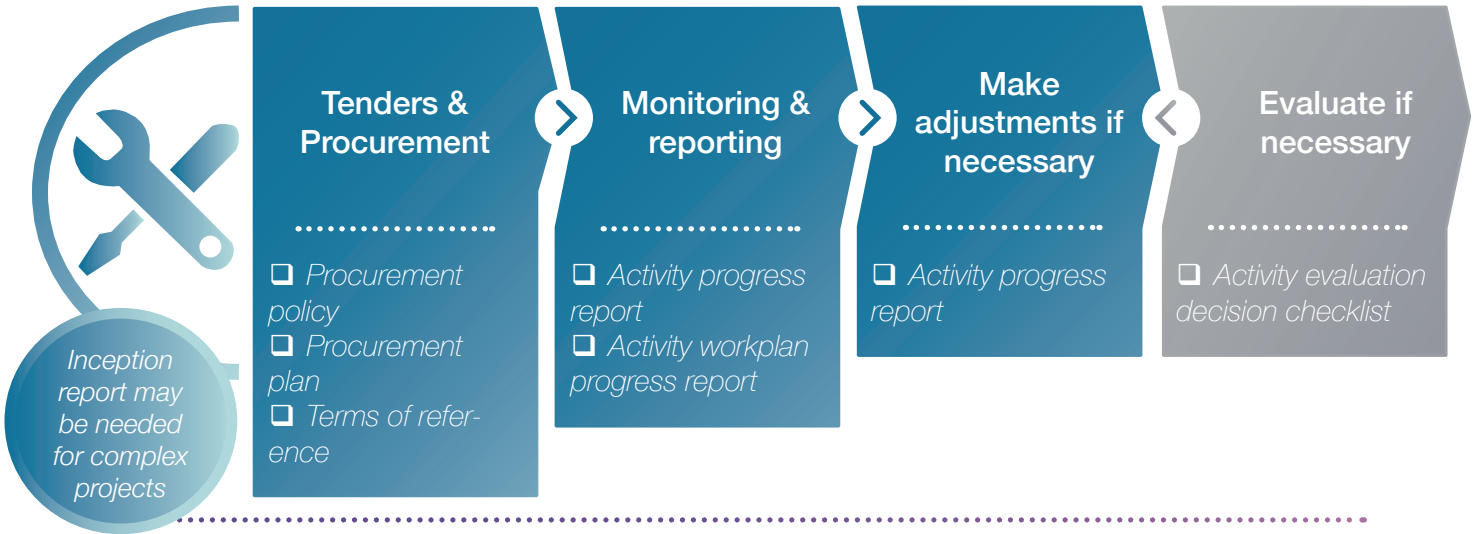 Tenders &
Procurement
❑ Procurement
policy
❑ Procurement
plan
❑ Terms of refer-
ence
Monitoring &
reporting
❑ Activity progress
report
❑ Activity workplan
progress report
Make
adjustments if
necessary
❑ Activity progress
report
Evaluate if
necessary
❑ Activity evaluation
decision checklist
Inception
report may
be needed
for complex
projects